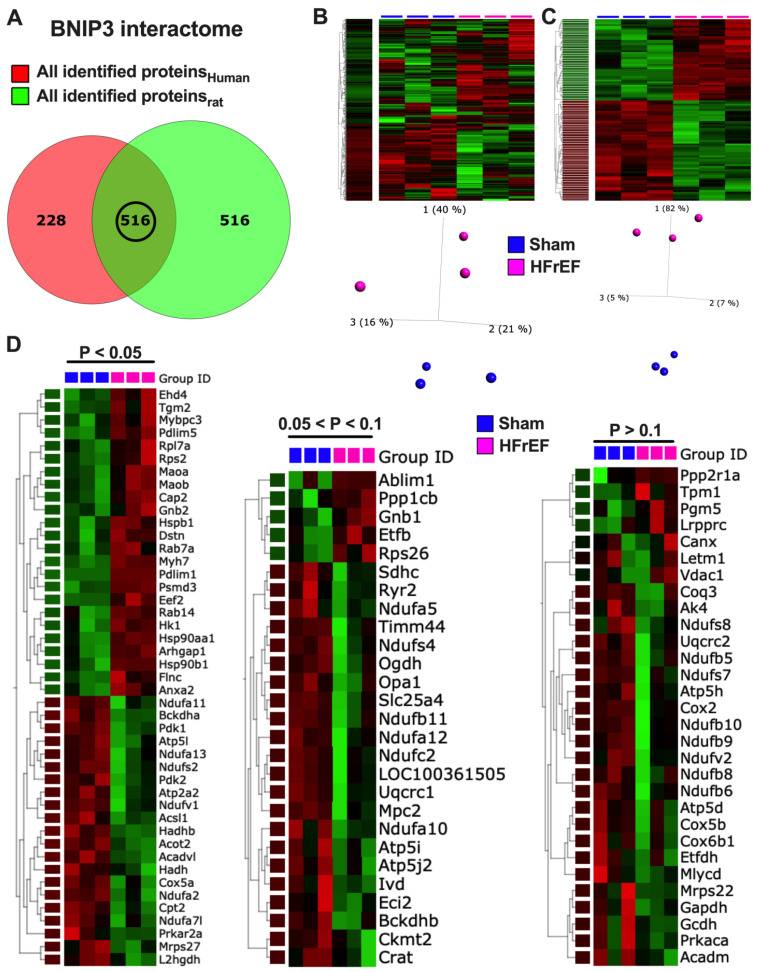 A
BNIP3 interactome
All identified proteinsHuman
All identified proteinsrat
228
516
516
B
1 (40 %)
3 (16 %)
2 (21 %)
C
1 (82 %)
3 (5 %)
2 (7 %)
Sham
HFrEF
D
P < 0.05
Group ID
Ehd4
Tgm2
Mybpc3
Pdlim5
Rpl7a
Rps2
Maoa
Maob
Cap2
Gnb2
Hspb1
Dstn
Rab7a
Myh7
Pdlim1
Psmd3
Eef2
Rab14
Hk1
Hsp90aa1
Arhgap1
Hsp90b1
Flnc
Anxa2
Ndufa11
Bckdha
Pdk1
Atp5l
Ndufa13
Ndufs2
Pdk2
Atp2a2
Ndufv1
Acsl1
Hadhb
Acot2
Acadvl
Hadh
Cox5a
Ndufa2
Cpt2
Ndufa7l
Prkar2a
Mrps27
L2hgdh
0.05 < P < 0.1
Group ID
Ablim1
Ppp1cb
Gnb1
Etfb
Rps26
Sdhc
Ryr2
Ndufa5
Timm44
Ndufs4
Ogdh
Opa1
Slc25a4
Ndufb11
Ndufa12
Ndufc2
LOC100361505
Uqcrc1
Mpc2
Ndufa10
Atp5i
Atp5j2
Ivd
Eci2
Bckdhb
Ckmt2
Crat
Sham
HFrEF
P > 0.1
Group ID
Ppp2r1a
Tpm1
Pgm5
Lrpprc
Canx
Letm1
Vdac1
Coq3
Ak4
Ndufs8
Uqcrc2
Ndufb5
Ndufs7
Atp5h
Cox2
Ndufb10
Ndufb9
Ndufv2
Ndufb8
Ndufb6
Atp5d
Cox5b
Cox6b1
Etfdh
Mlycd
Mrps22
Gapdh
Gcdh
Prkaca
Acadm